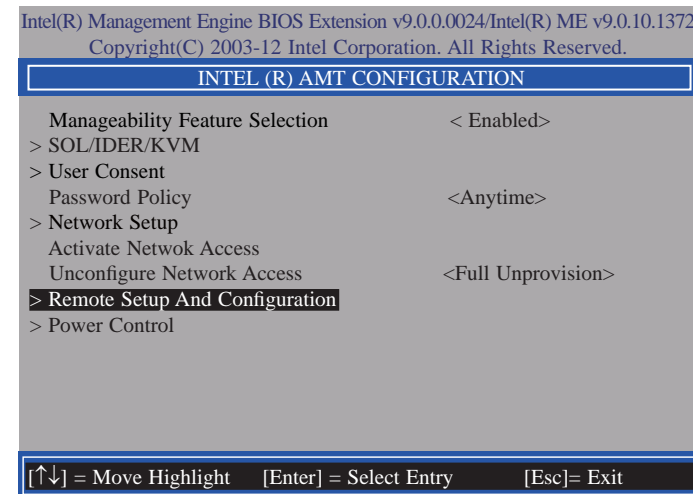 Intel(R) Management Engine BIOS Extension v9.0.0.0024/Intel(R) ME v9.0.10.1372
Copyright(C) 2003-12 Intel Corporation. All Rights Reserved.
INTEL (R) AMT CONFIGURATION
Manageability Feature Selection < Enabled>
> SOL/IDER/KVM
> User Consent
Password Policy <Anytime>
> Network Setup
Activate Netwok Access
Unconfigure Network Access <Full Unprovision>
> Remote Setup And Configuration
> Power Control
[↑↓] = Move Highlight [Enter] = Select Entry [Esc]= Exit